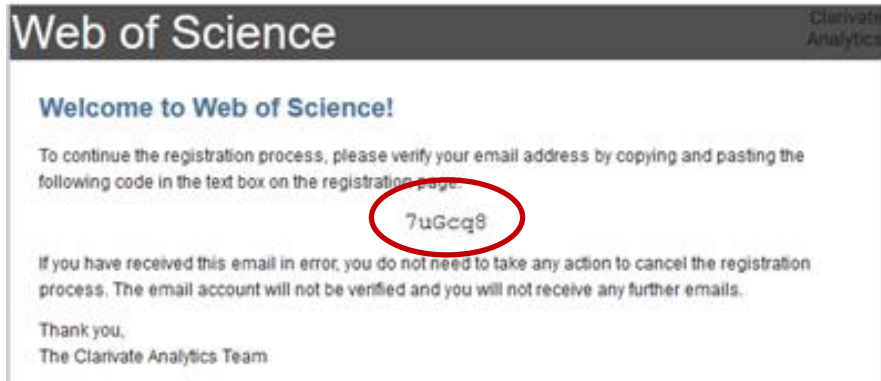 Web of Science
Clarivate
Analytics
Welcome to Web of Science!
To continue the registration process, please verify your email address by copying and pasting the
following code in the text box on the registration page:
7uGcq8
If you have received this email in error, you do not need to take any action to cancel the registration
process. The email account will not be verified and you will not receive any further emails.
Thank you,
The Clarivate Analytics Team